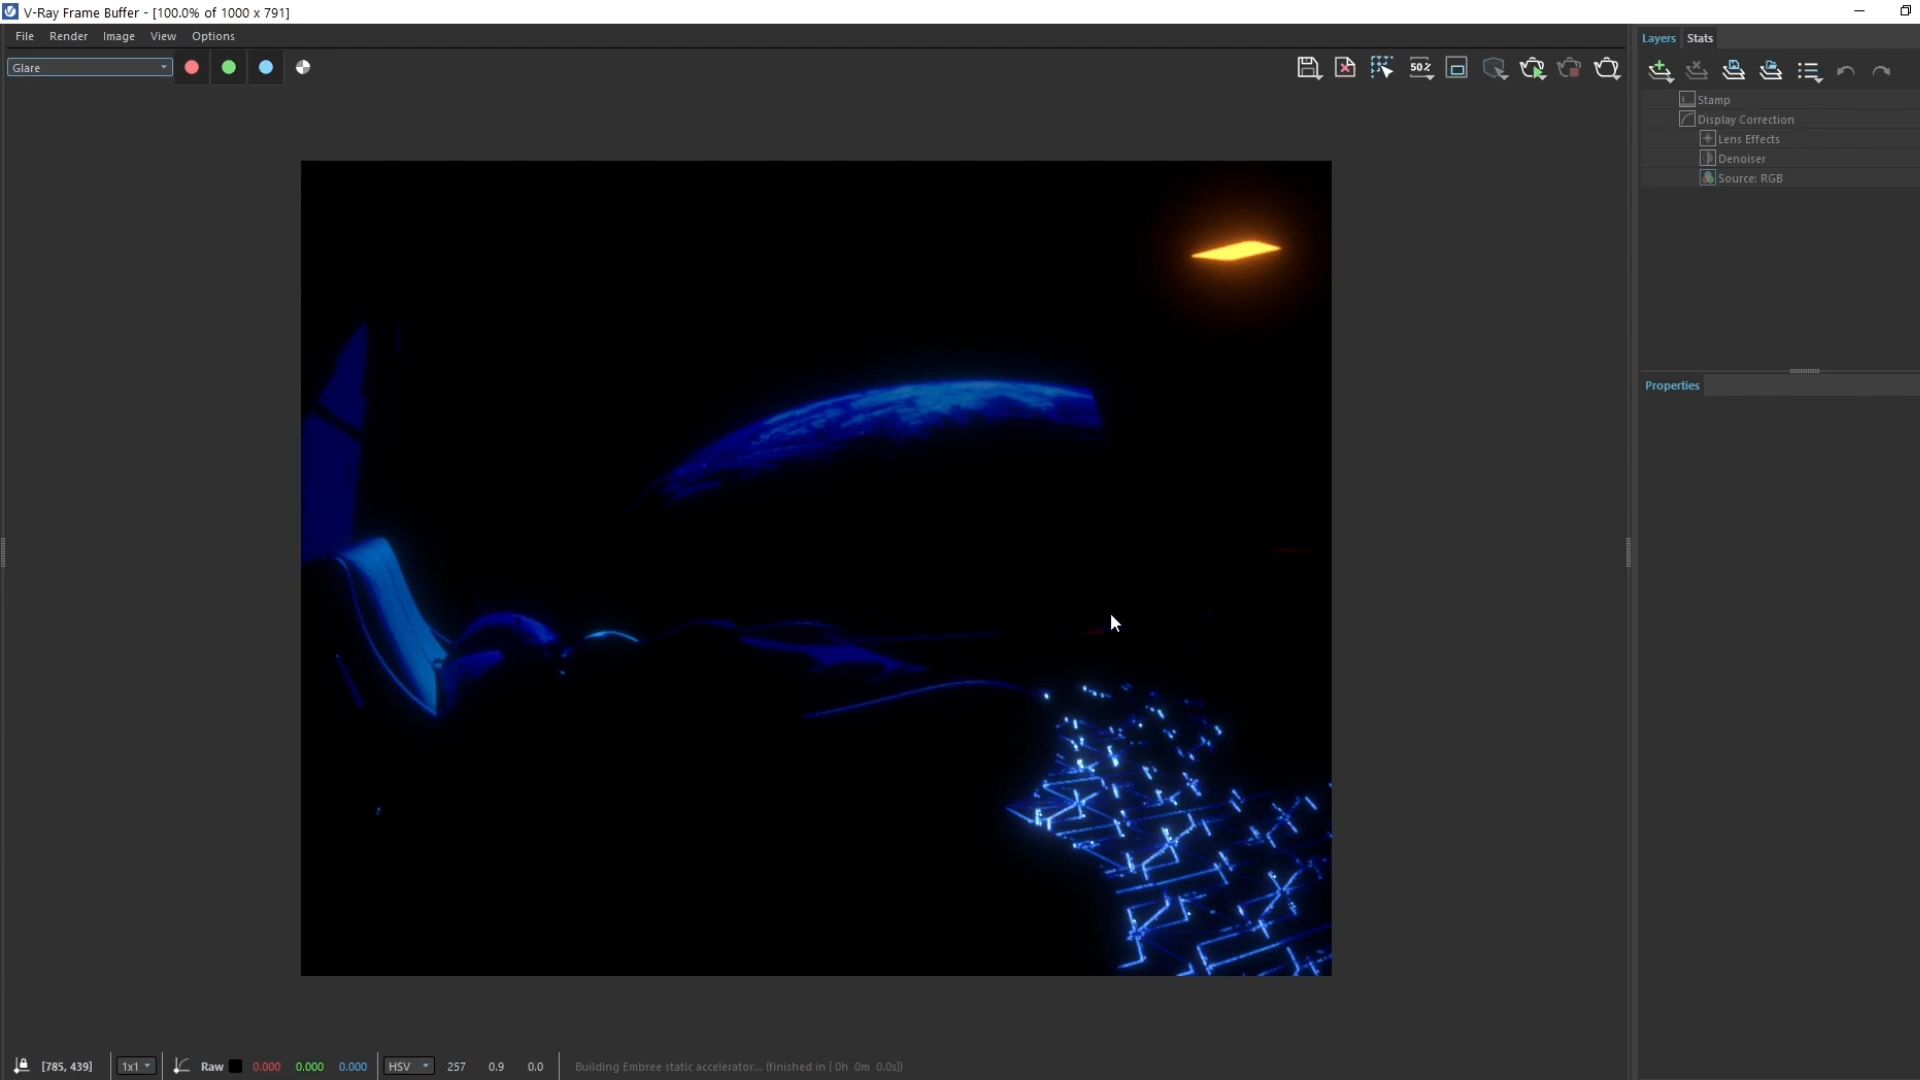 V-Ray Frame Buffer - [100.0% of 1000 x 791]
File Render Image View Options
Layers Stats
Glare
50%
Stamp
Display Correction
Lens Effects
Denoiser
Source: RGB
Properties
[785, 439] 1x1 Raw 0.000 0.000 0.000 HSV 257 0.9 0.0 Building Embree static accelerator... (finished in [ 0h 0m 0.0s])